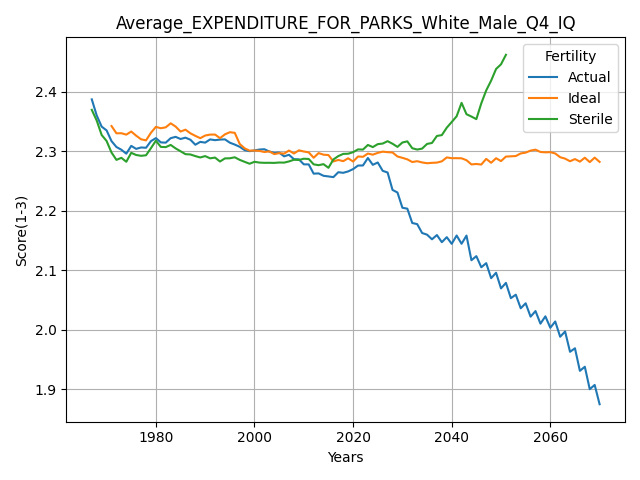 Average_EXPENDITURE_FOR_PARKS_White_Male_Q4_IQ
Fertility
Actual
Ideal
Sterile
Score(1-3)
2.4
2.3
2.2
2.1
2.0
1.9
1980
2000
2020
2040
2060
Years